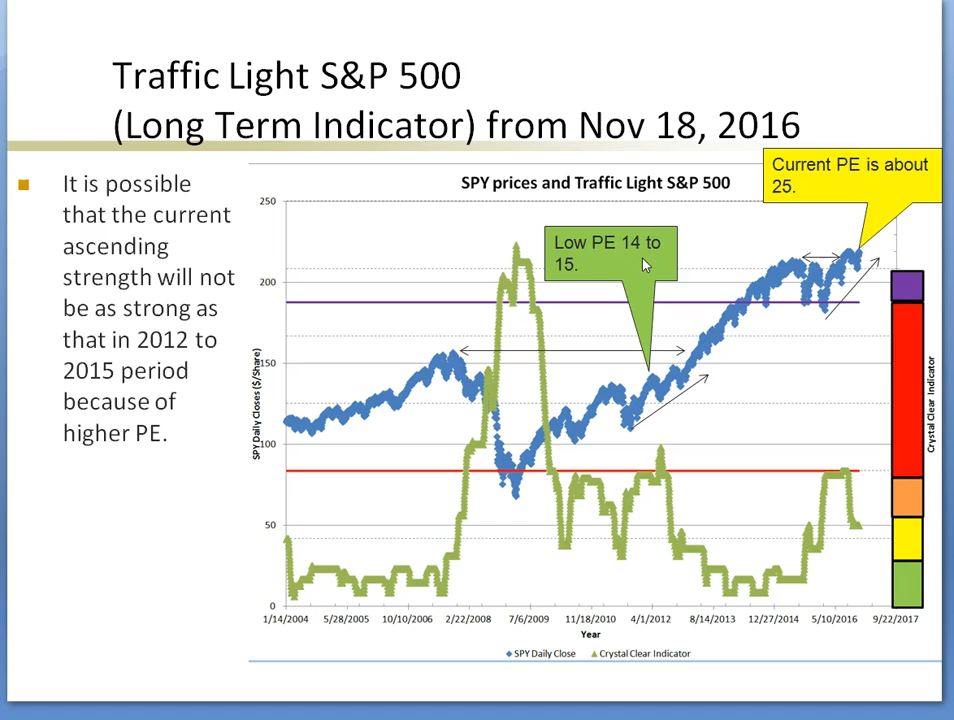 Traffic Light S&P 500
(Long Term Indicator) from Nov 18, 2016
It is possible
that the current
ascending
strength will not
be as strong as
that in 2012 to
2015 period
because of
higher PE.
SPY prices and Traffic Light S&P 500
Current PE is about
25.
Low PE 14 to
15.
SPY Daily Closes ($/Share)
250
200
150
100
50
0
1/14/2004 5/28/2005 10/10/2006 2/22/2008 7/6/2009 11/18/2010 4/1/2012 8/14/2013 12/27/2014 5/10/2016 9/22/2017
Year
Crystal Clear Indicator
SPY Daily Close Crystal Clear Indicator